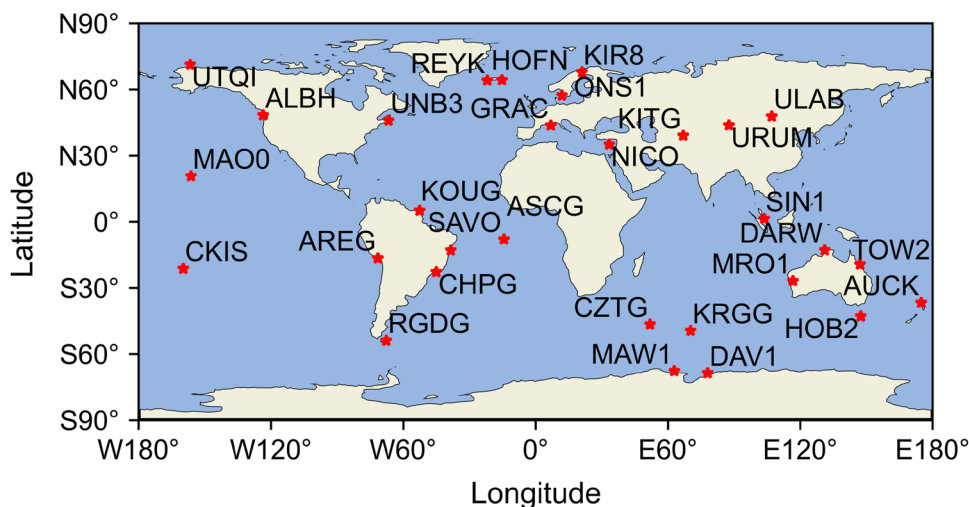 N90°
N60°
N30°
0°
S30°
S60°
S90°
Latitude
UTQI
ALBH
UNB3
REYK
HOFN
KIR8
ONS1
GRAC
KITG
ULAB
URUM
NICO
MAO0
KOUG
ASCG
SAVO
SIN1
DARW
AREG
CKIS
CHPG
MRO1
TOW2
AUCK
RGDG
CZTG
KRGG
HOB2
MAW1
DAV1
W180°
W120°
W60°
0
E60°
E120°
E180°
Longitude